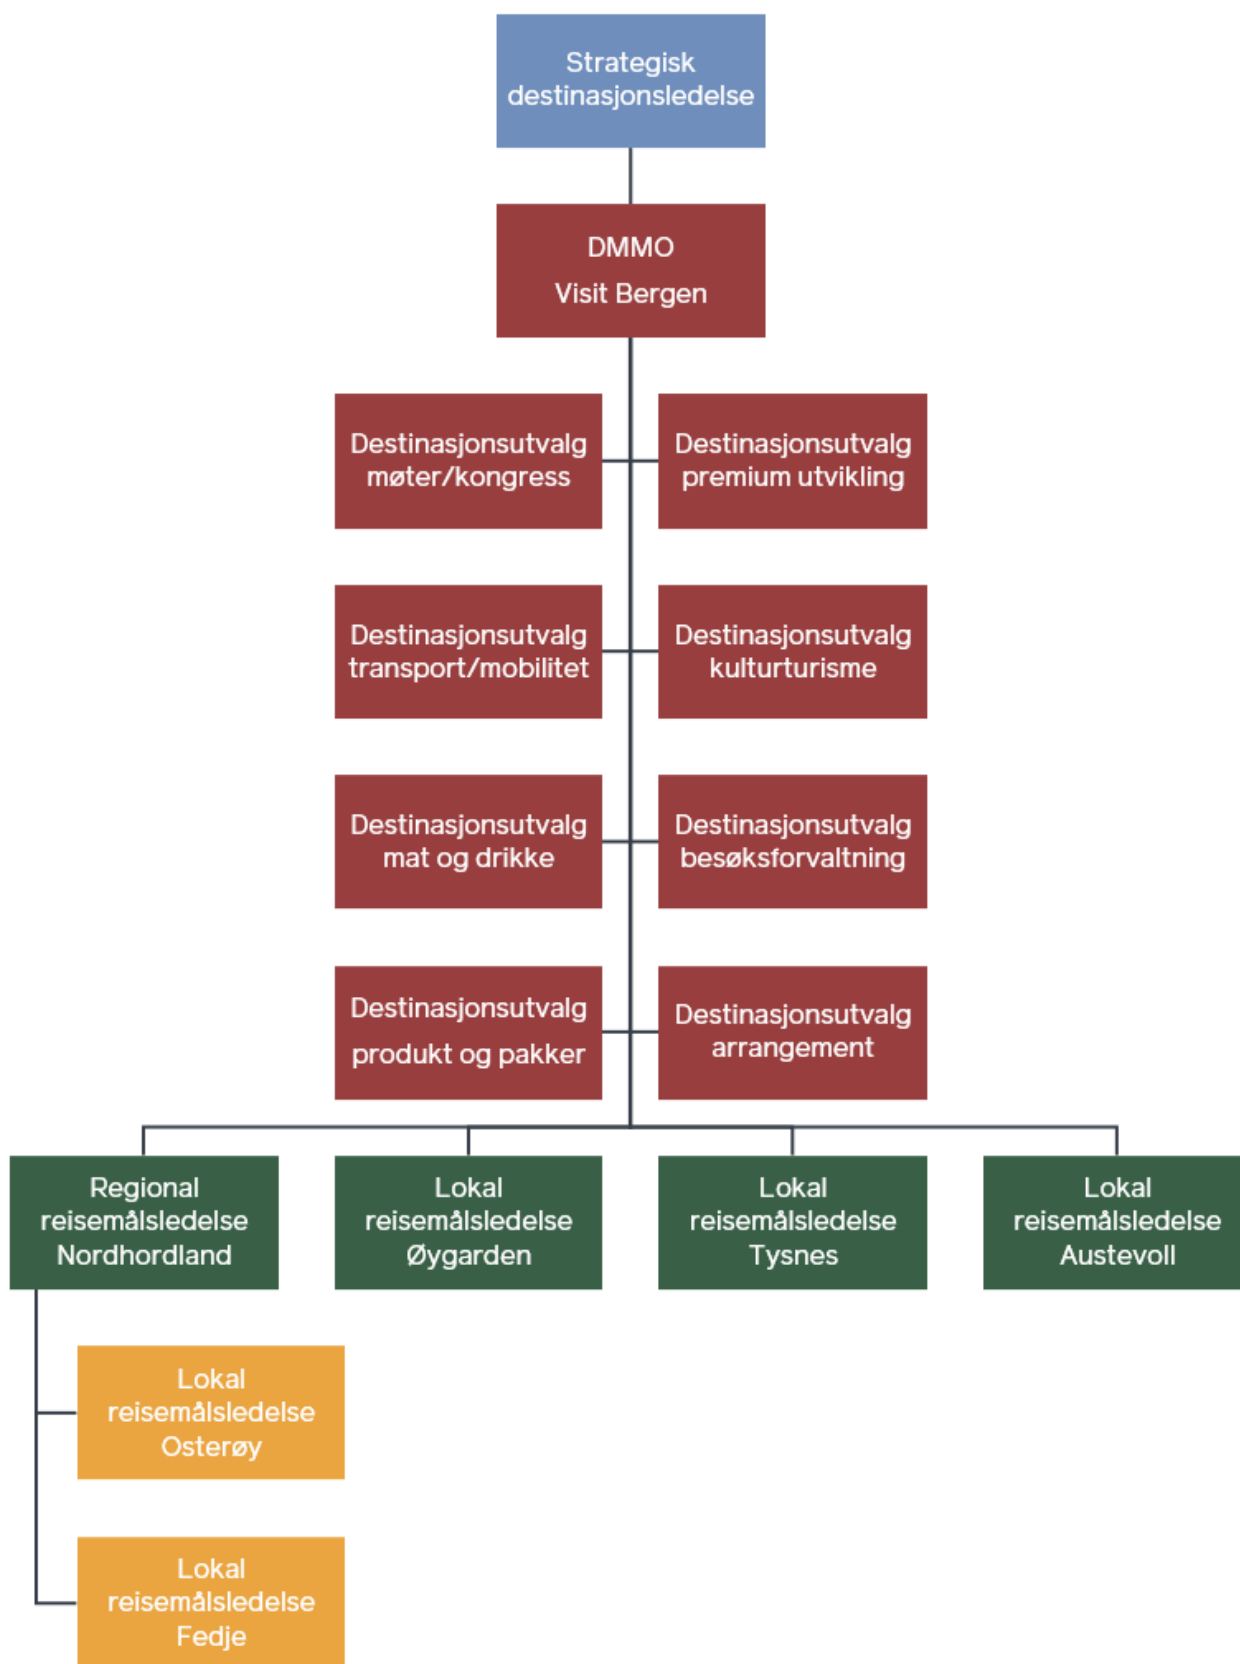 Strategisk
destinasjonsledelse
DMMO
Visit Bergen
Destinasjonsutvalg
møter/kongress
Destinasjonsutvalg
premium utvikling
Destinasjonsutvalg
transport/mobilitet
Destinasjonsutvalg
kulturturisme
Destinasjonsutvalg
mat og drikke
Destinasjonsutvalg
besøksforvaltning
Destinasjonsutvalg
produkt og pakker
Destinasjonsutvalg
arrangement
Regional
reisemålsledelse
Nordhordland
Lokal
reisemålsledelse
Øygarden
Lokal
reisemålsledelse
Tysnes
Lokal
reisemålsledelse
Austevoll
Lokal
reisemålsledelse
Osterøy
Lokal
reisemålsledelse
Fedje